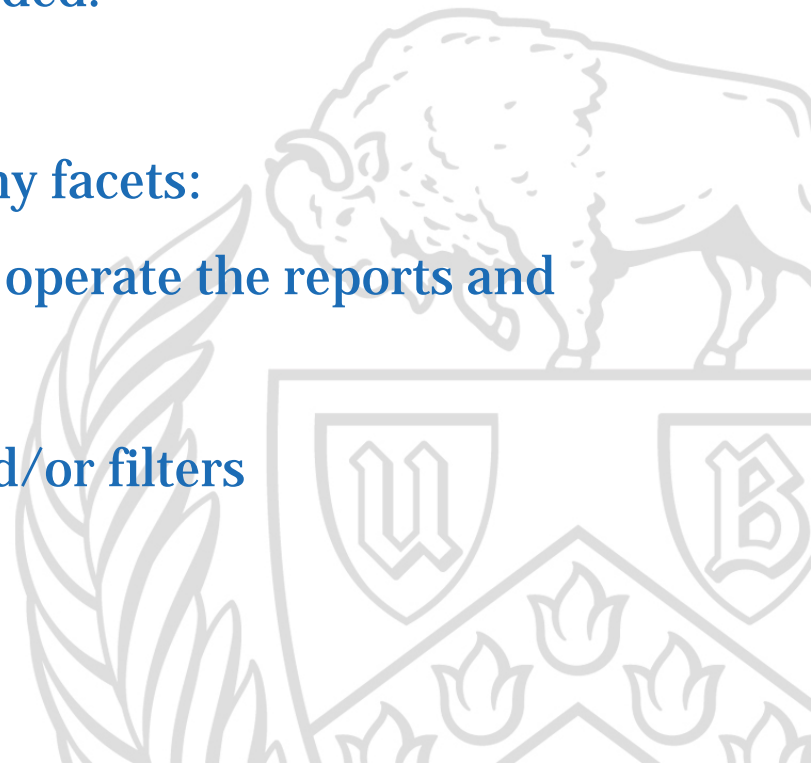 ded.
ny facets:
operate the reports and
d/or filters
U B